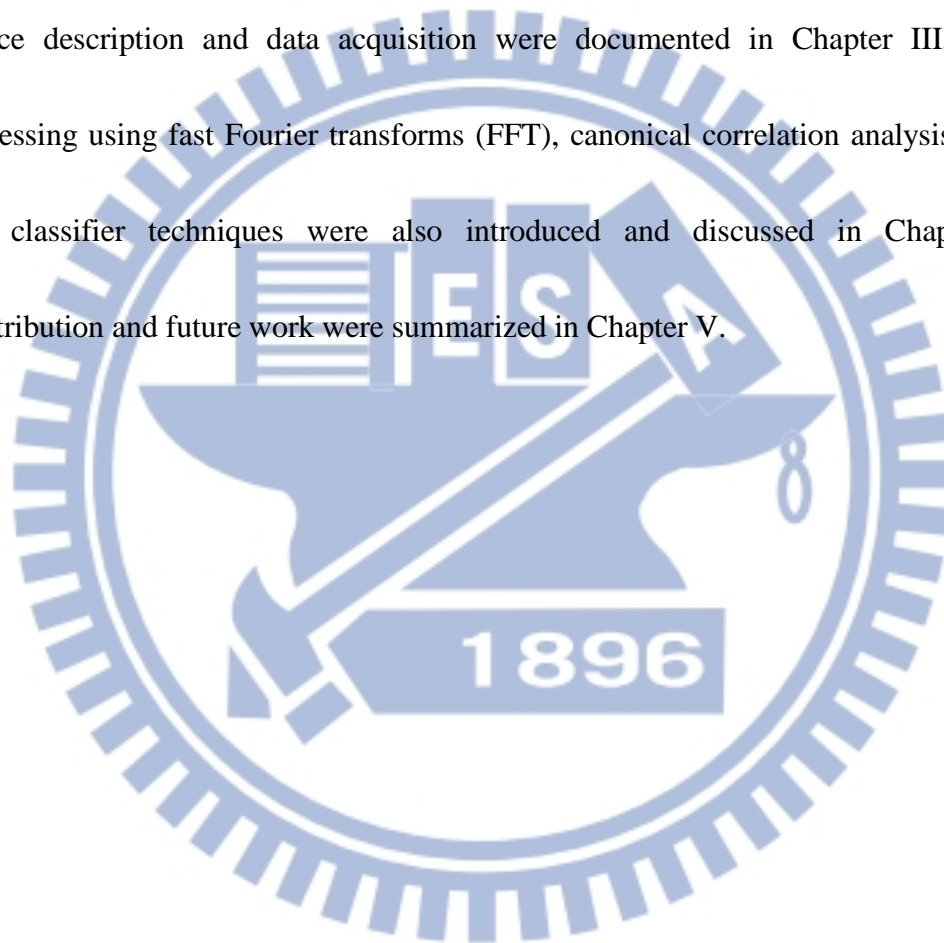 ce description and data acquisition were documented in Chapter III.
essing using fast Fourier transforms (FFT), canonical correlation analysis
classifier techniques were also introduced and discussed in Chap
tribution and future work were summarized in Chapter V.
E S A
8
1896